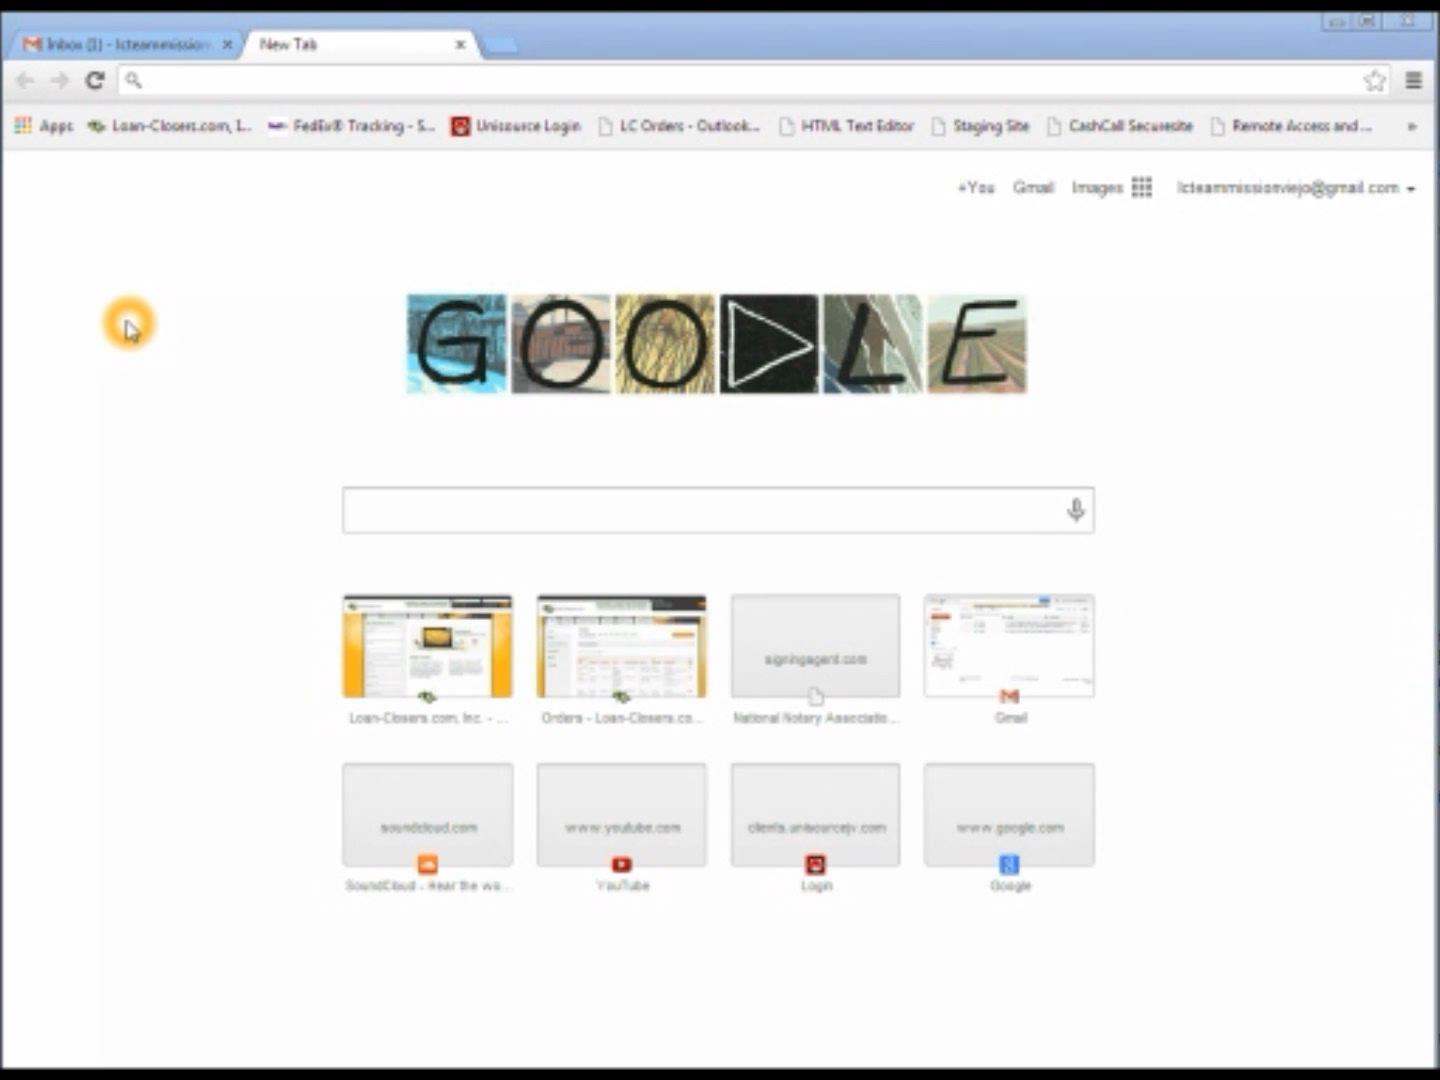 Inbox (1) - lcteammission
New Tab
Apps
Loan-Closers.com, I...
FedEx® Tracking - S...
Unisource Login
LC Orders - Outlook...
HTML Text Editor
Staging Site
CashCall Securesite
Remote Access and ...
»
+You
Gmail
Images
lcteammissionviejo@gmail.com
GOO LE
signingagent.com
Loan-Closers.com, Inc. - ...
Orders - Loan-Closers.co...
National Notary Associatio...
Gmail
soundcloud.com
www.youtube.com
clients.unisourcejv.com
www.google.com
SoundCloud - Hear the wo...
YouTube
Login
Google